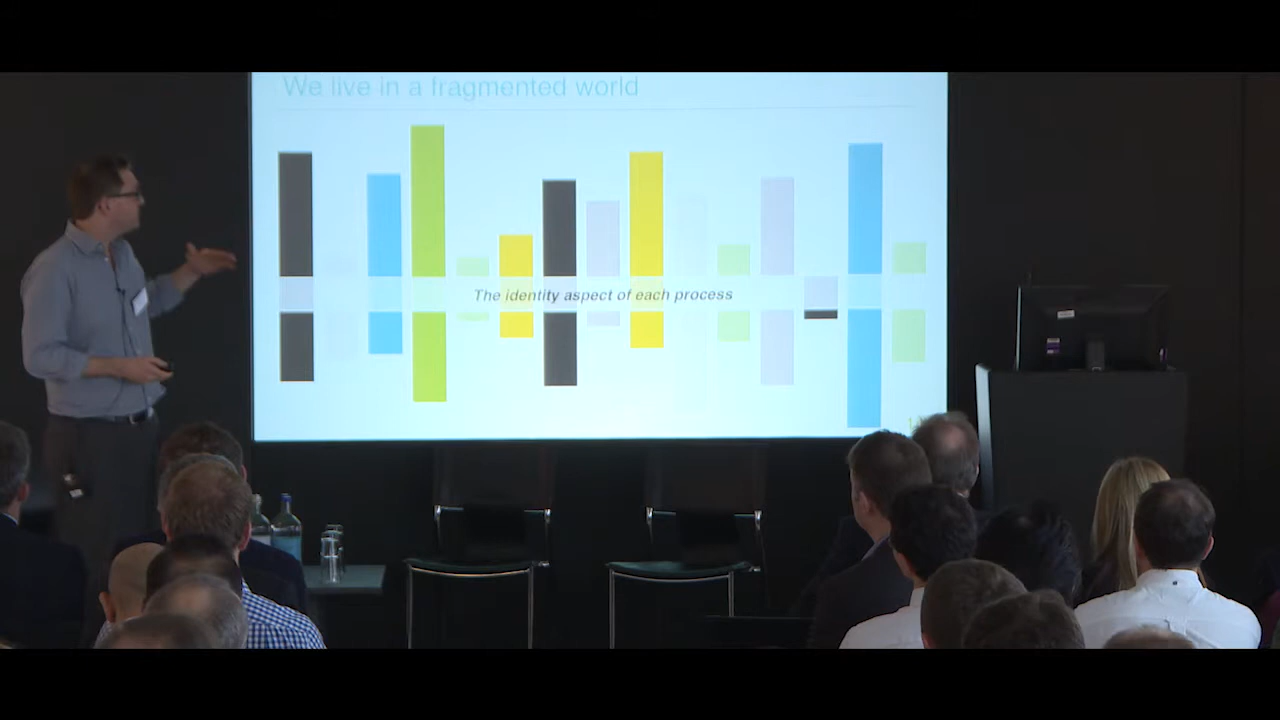 We live in a fragmented world
The identity aspect of each process